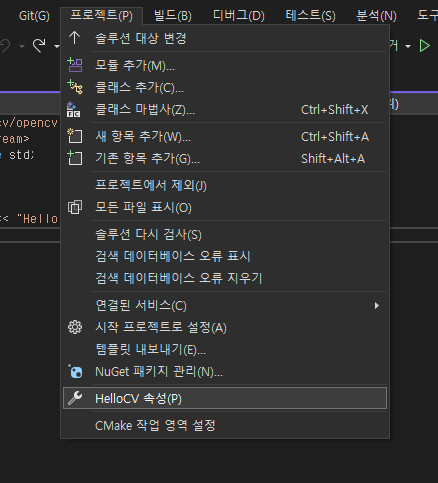 Git(G) 프로젝트(P) 빌드(B) 디버그(D) 테스트(S) 분석(N) 도구
솔루션 대상 변경
모듈 추가(M)...
클래스 추가(C)...
클래스 마법사(Z)... Ctrl+Shift+X
cv/opencv
새 항목 추가(W)... Ctrl+Shift+A
std;
기존 항목 추가(G)... Shift+Alt+A
프로젝트에서 제외(J)
모든 파일 표시(O)
<< "Hello
솔루션 다시 검사(S)
검색 데이터베이스 오류 표시
검색 데이터베이스 오류 지우기
연결된 서비스(C)
시작 프로젝트로 설정(A)
템플릿 내보내기(E)...
NuGet 패키지 관리(N)...
HelloCV 속성(P)
CMake 작업 영역 설정